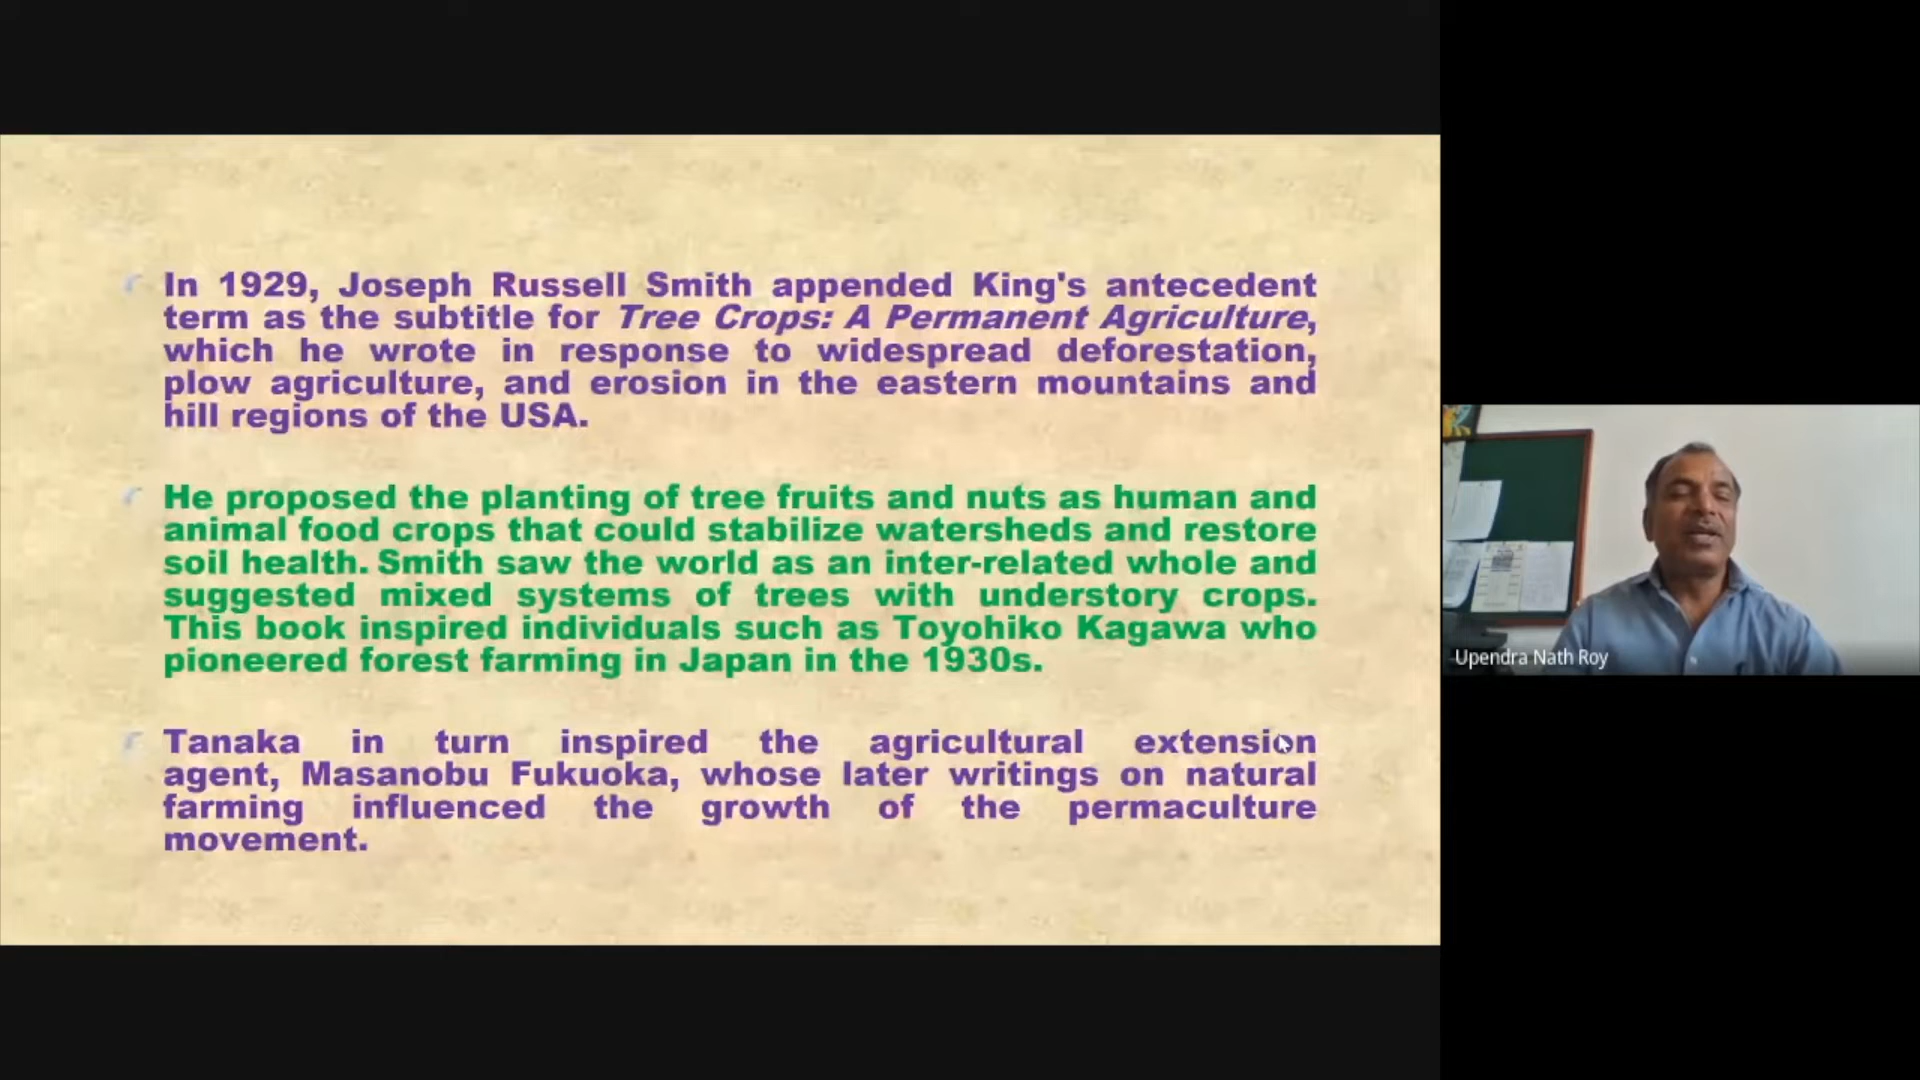 In 1929, Joseph Russell Smith appended King's antecedent
term as the subtitle for Tree Crops: A Permanent Agriculture,
which he wrote in response to widespread deforestation,
plow agriculture, and erosion in the eastern mountains and
hill regions of the USA.
He proposed the planting of tree fruits and nuts as human and
animal food crops that could stabilize watersheds and restore
soil health. Smith saw the world as an inter-related whole and
suggested mixed systems of trees with understory crops.
This book inspired individuals such as Toyohiko Kagawa who
pioneered forest farming in Japan in the 1930s.
Tanaka in turn inspired the agricultural extension
agent, Masanobu Fukuoka, whose later writings on natural
farming influenced the growth of the permaculture
movement.
Upendra Nath Roy